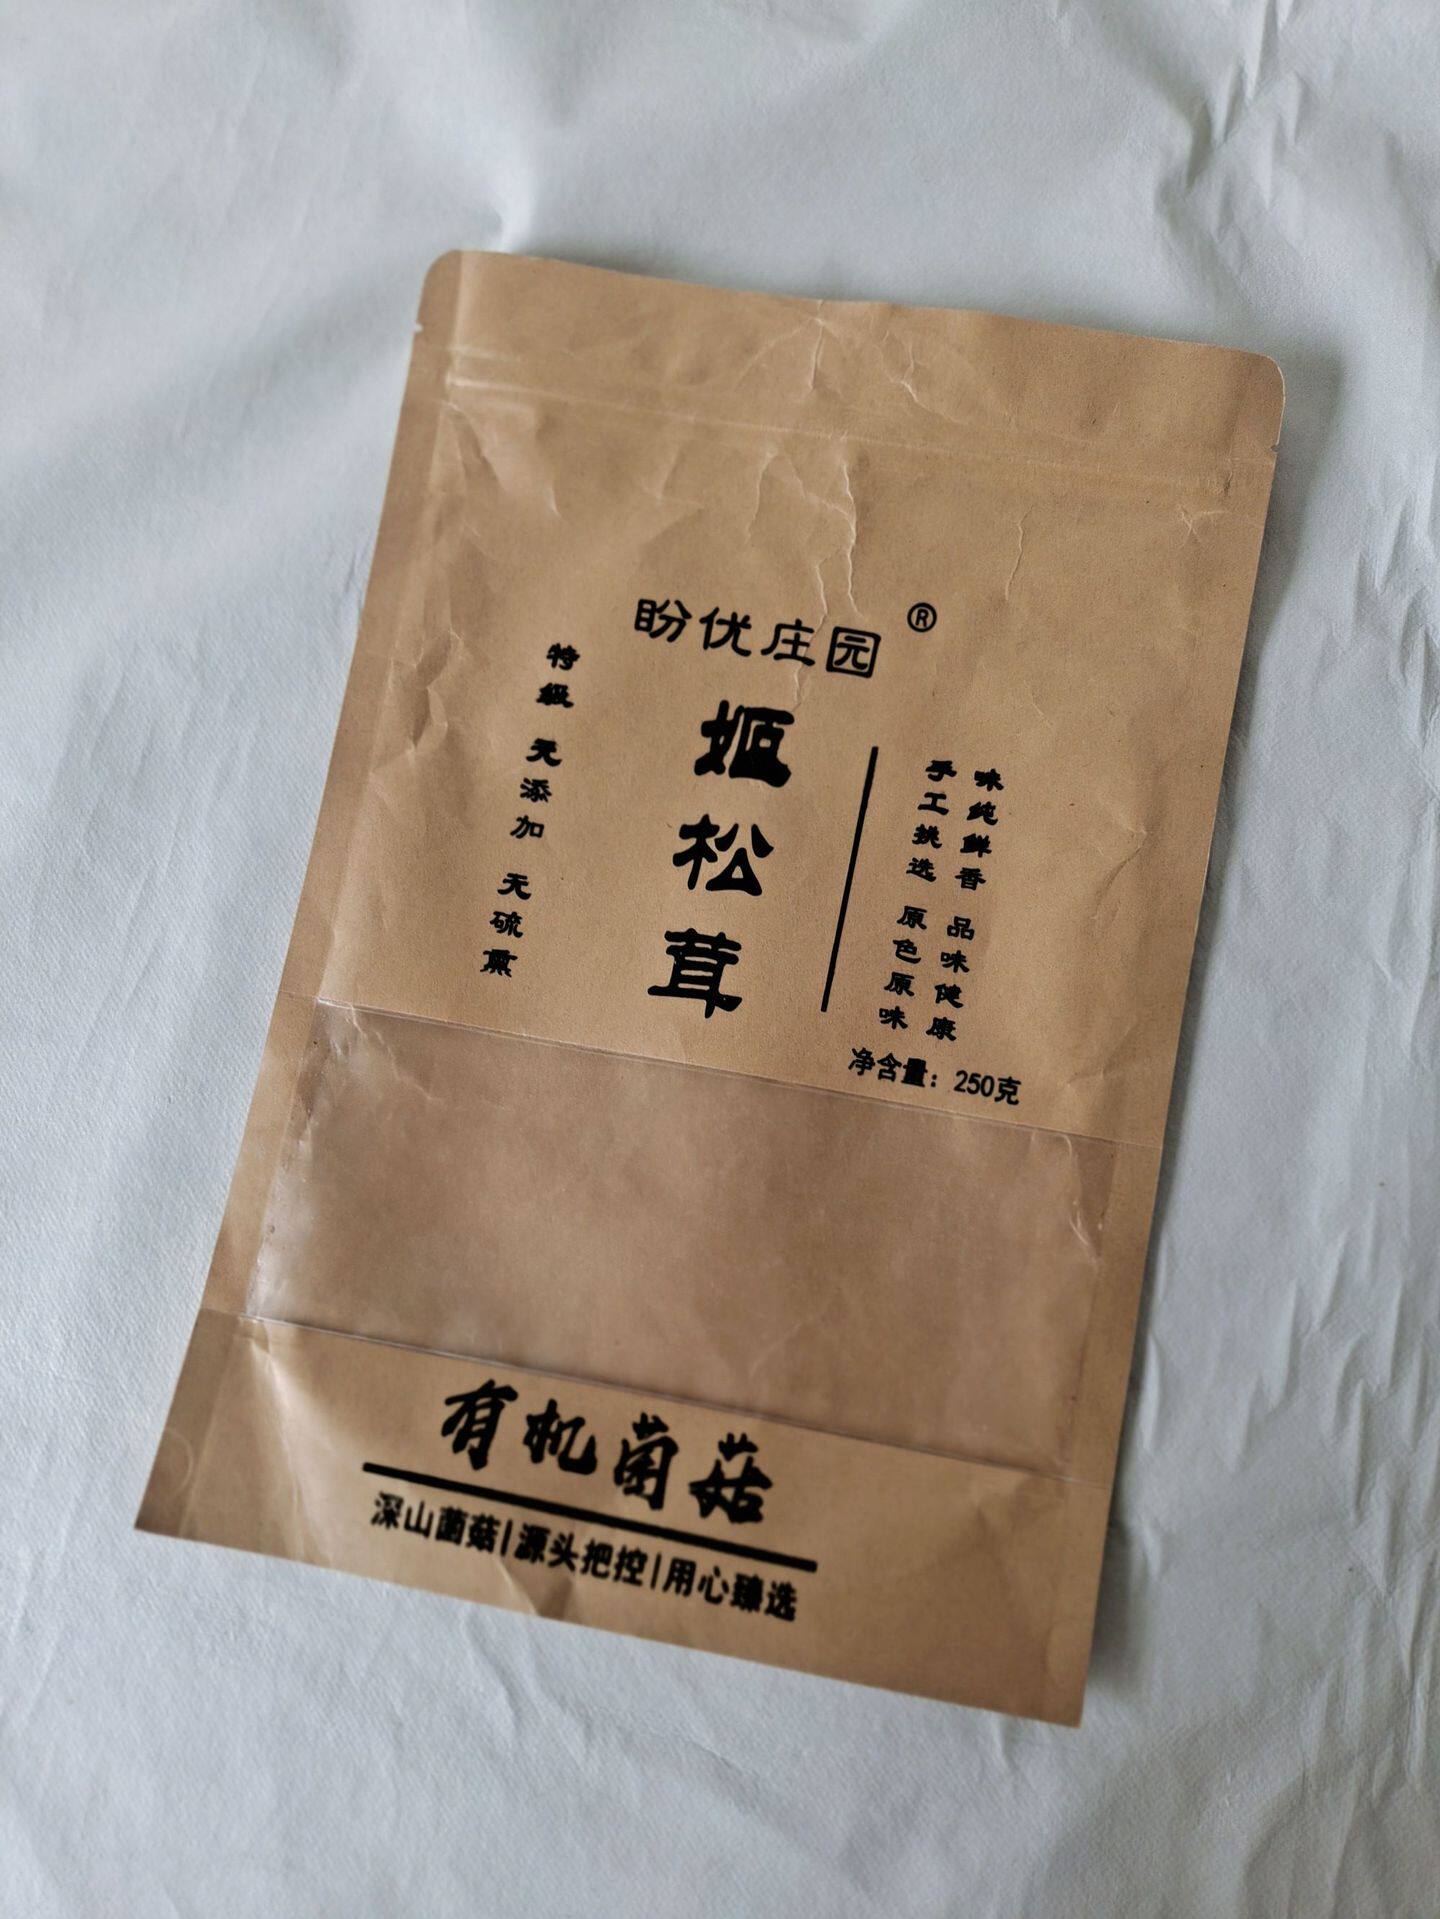 盼优庄园®
姬松茸
特级 无添加 无硫熏
味纯鲜香 品味健康
手工挑选 原色原味
净含量：250克
有机菌菇
深山菌菇|源头把控|用心臻选